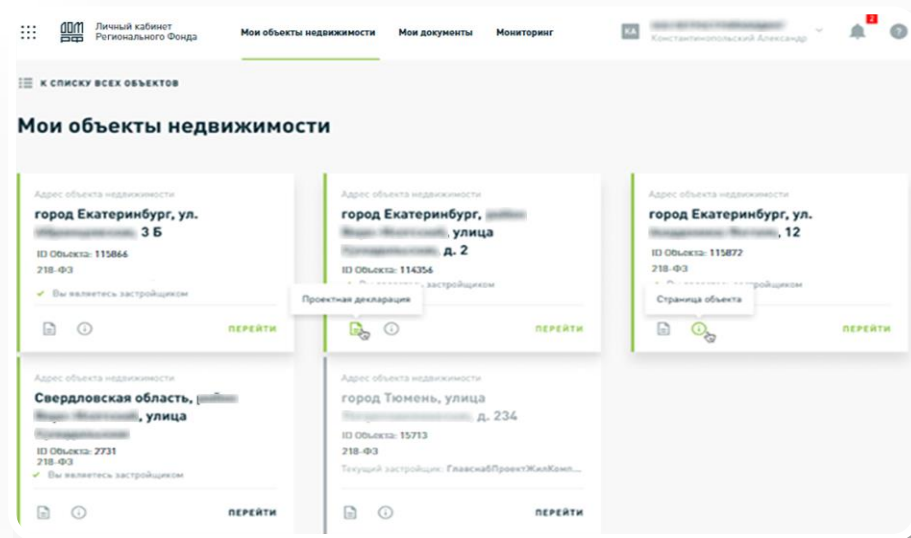 ДОМ РФ
Личный кабинет
Регионального Фонда
Мои объекты недвижимости
Мои документы
Мониторинг
КА
Константинопольский Александр
2
?
К СПИСКУ ВСЕХ ОБЪЕКТОВ
Мои объекты недвижимости
Адрес объекта недвижимости
город Екатеринбург, ул.
3 Б
ID Объекта: 115866
218-ФЗ
Вы являетесь застройщиком
ПЕРЕЙТИ
Адрес объекта недвижимости
город Екатеринбург,
, улица
д. 2
ID Объекта: 114356
застройщиком
Проектная декларация
ПЕРЕЙТИ
Адрес объекта недвижимости
город Екатеринбург, ул.
, 12
ID Объекта: 115872
218-ФЗ
застройщиком
Страница объекта
ПЕРЕЙТИ
Адрес объекта недвижимости
Свердловская область,
, улица
ID Объекта: 2731
218-ФЗ
Вы являетесь застройщиком
ПЕРЕЙТИ
Адрес объекта недвижимости
город Тюмень, улица
, д. 234
ID Объекта: 15713
218-ФЗ
Текущий застройщик: ГлавснабПроектЖилКомп...
ПЕРЕЙТИ